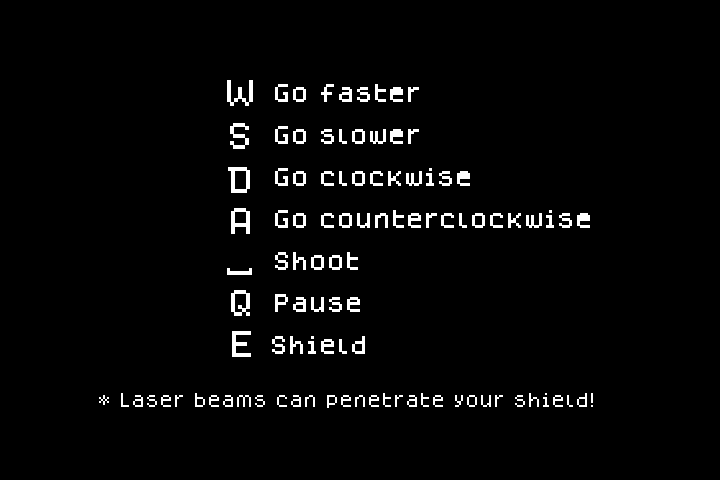 W Go faster
S Go slower
D Go clockwise
A Go counterclockwise
⎵ Shoot
Q Pause
E Shield
* Laser beams can penetrate your shield!